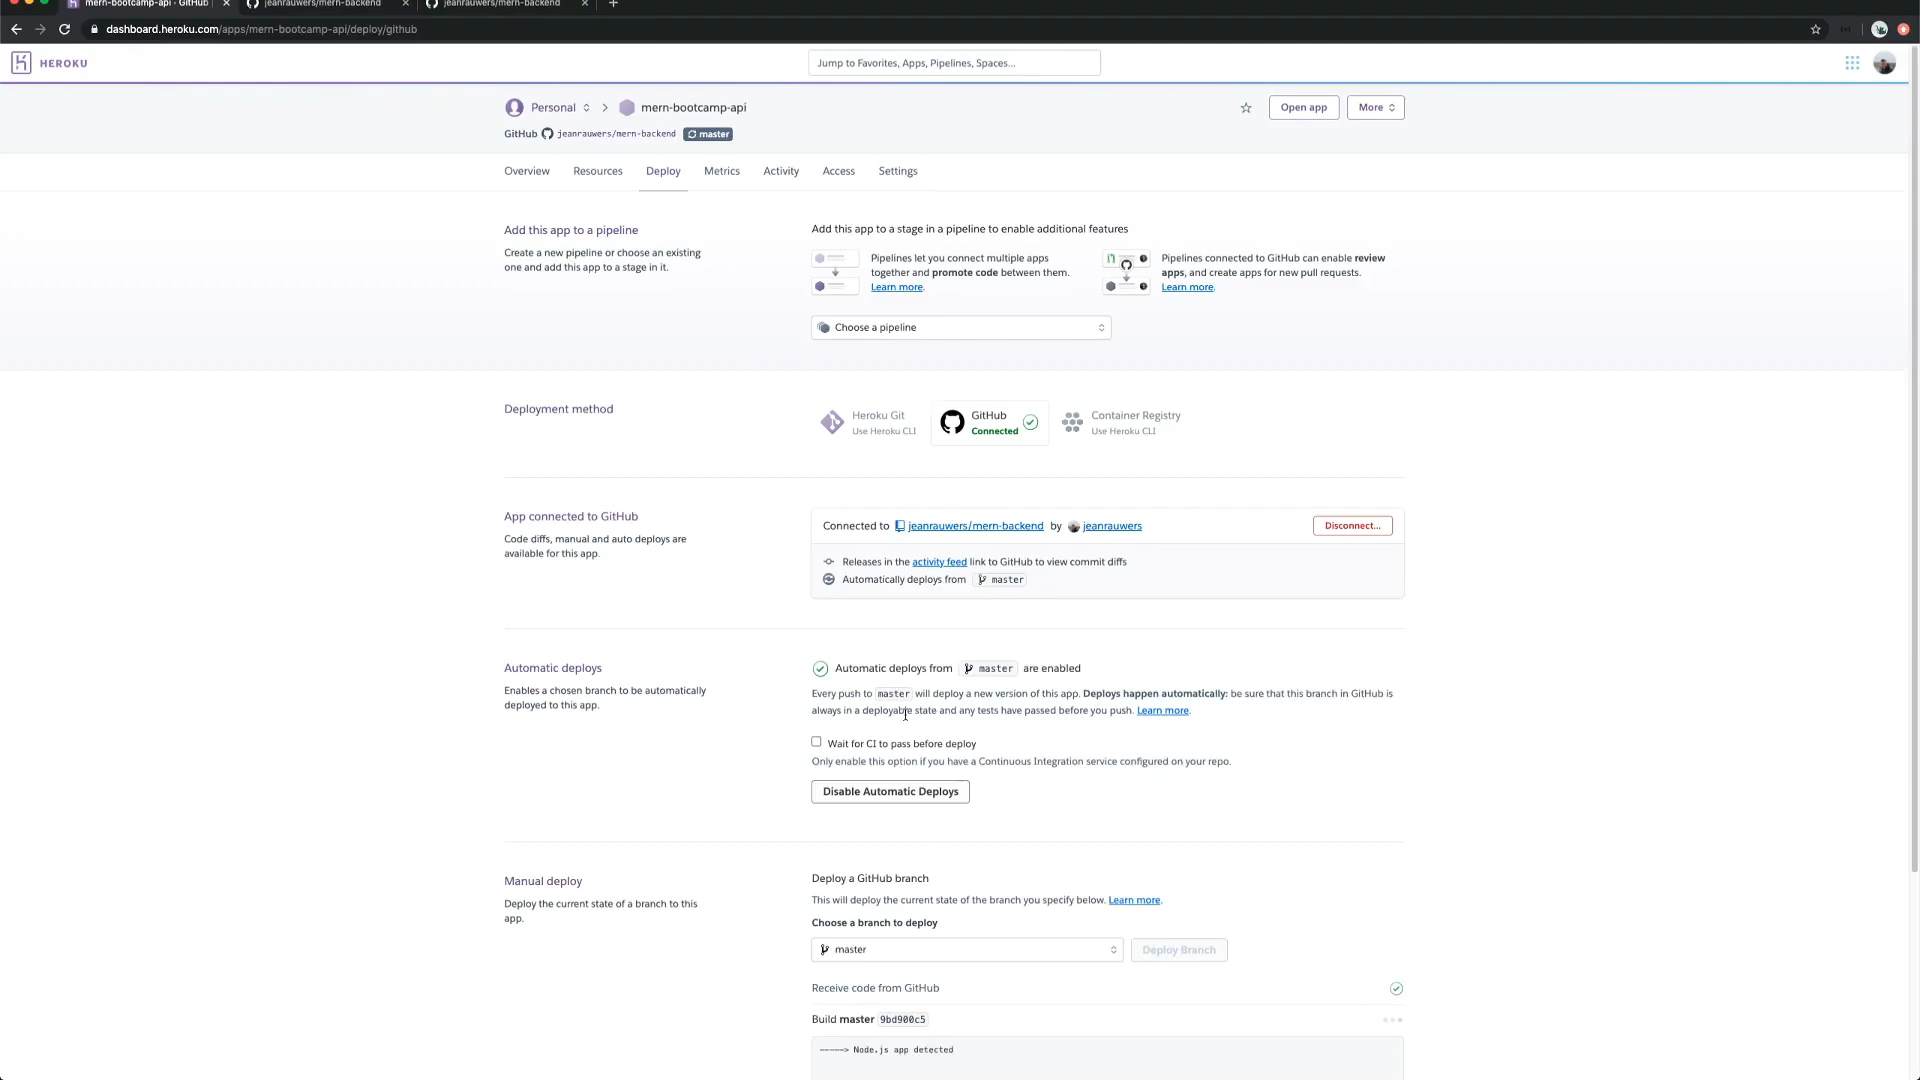 mern-bootcamp-api · GitHub
jeanrauwers/mern-backend
jeanrauwers/mern-backend
dashboard.heroku.com/apps/mern-bootcamp-api/deploy/github
HEROKU
Jump to Favorites, Apps, Pipelines, Spaces...
Personal > mern-bootcamp-api
Open app
More
GitHub jeanrauwers/mern-backend master
Overview Resources Deploy Metrics Activity Access Settings
Add this app to a pipeline
Create a new pipeline or choose an existing
one and add this app to a stage in it.
Add this app to a stage in a pipeline to enable additional features
Pipelines let you connect multiple apps
together and promote code between them.
Learn more.
Pipelines connected to GitHub can enable review
apps, and create apps for new pull requests.
Learn more.
Choose a pipeline
Deployment method
Heroku Git
Use Heroku CLI
GitHub
Connected
Container Registry
Use Heroku CLI
App connected to GitHub
Code diffs, manual and auto deploys are
available for this app.
Connected to jeanrauwers/mern-backend by jeanrauwers
Disconnect...
Releases in the activity feed link to GitHub to view commit diffs
Automatically deploys from master
Automatic deploys
Enables a chosen branch to be automatically
deployed to this app.
Automatic deploys from master are enabled
Every push to master will deploy a new version of this app. Deploys happen automatically: be sure that this branch in GitHub is
always in a deployable state and any tests have passed before you push. Learn more.
Wait for CI to pass before deploy
Only enable this option if you have a Continuous Integration service configured on your repo.
Disable Automatic Deploys
Manual deploy
Deploy the current state of a branch to this
app.
Deploy a GitHub branch
This will deploy the current state of the branch you specify below. Learn more.
Choose a branch to deploy
master
Deploy Branch
Receive code from GitHub
Build master 9bd900c5
-----> Node.js app detected